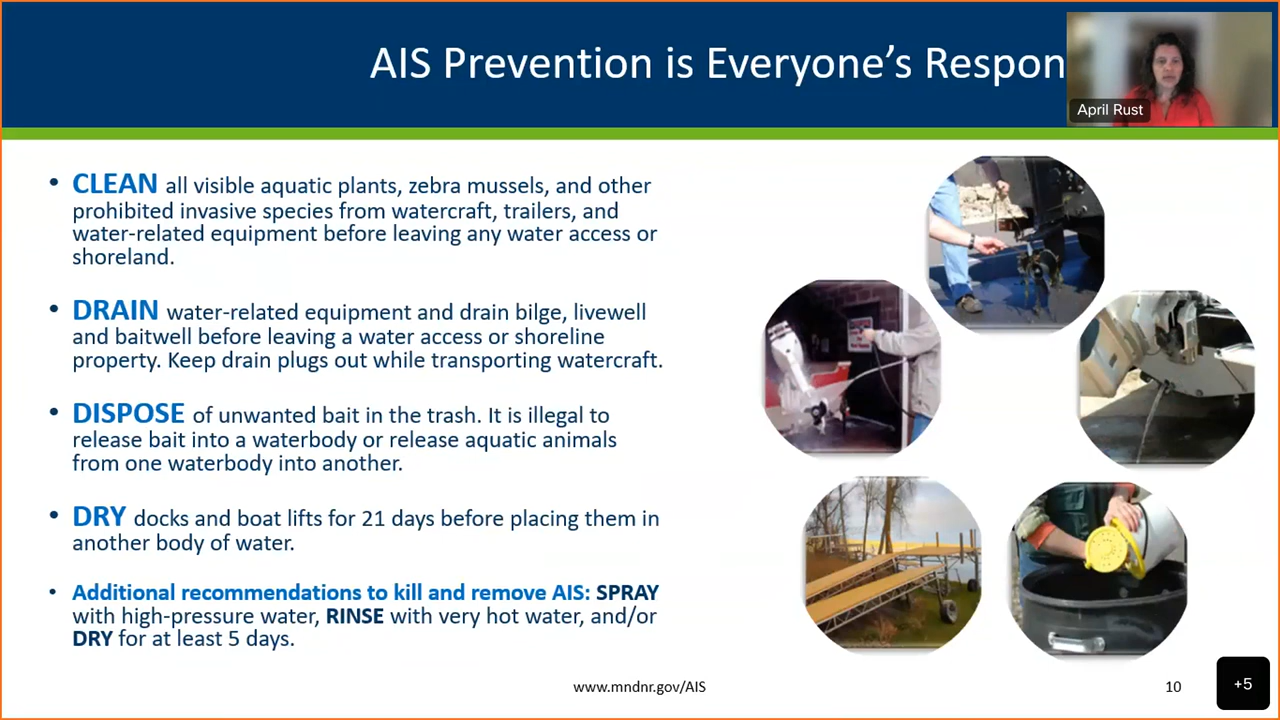 AIS Prevention is Everyone’s Respon
April Rust
• CLEAN all visible aquatic plants, zebra mussels, and other
prohibited invasive species from watercraft, trailers, and
water-related equipment before leaving any water access or
shoreland.
• DRAIN water-related equipment and drain bilge, livewell
and baitwell before leaving a water access or shoreline
property. Keep drain plugs out while transporting watercraft.
• DISPOSE of unwanted bait in the trash. It is illegal to
release bait into a waterbody or release aquatic animals
from one waterbody into another.
• DRY docks and boat lifts for 21 days before placing them in
another body of water.
• Additional recommendations to kill and remove AIS: SPRAY
with high-pressure water, RINSE with very hot water, and/or
DRY for at least 5 days.
www.mndnr.gov/AIS
10
+5